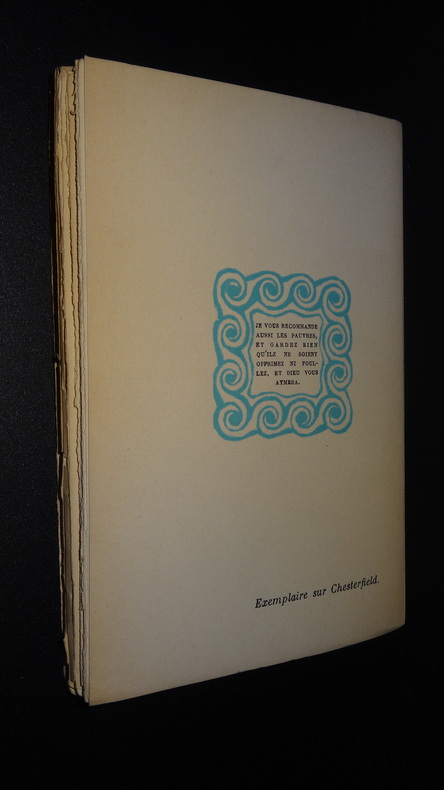 JE VOUS RECOMMANDE
AUSSI LES PAUVRES,
ET GARDEZ BIEN
QU'ILZ NE SOIENT
OPPRIMEZ NI FOUL-
LEZ, ET DIEU VOUS
AYMERA.
Exemplaire sur Chesterfield.